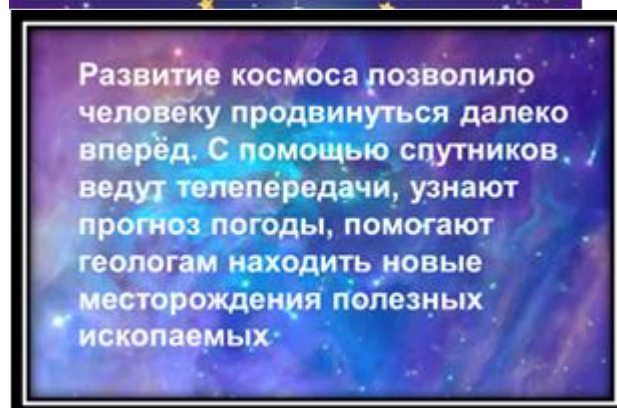 Развитие космоса позволило
человеку продвинуться далеко
вперёд. С помощью спутников
ведут телепередачи, узнают
прогноз погоды, помогают
геологам находить новые
месторождения полезных
ископаемых